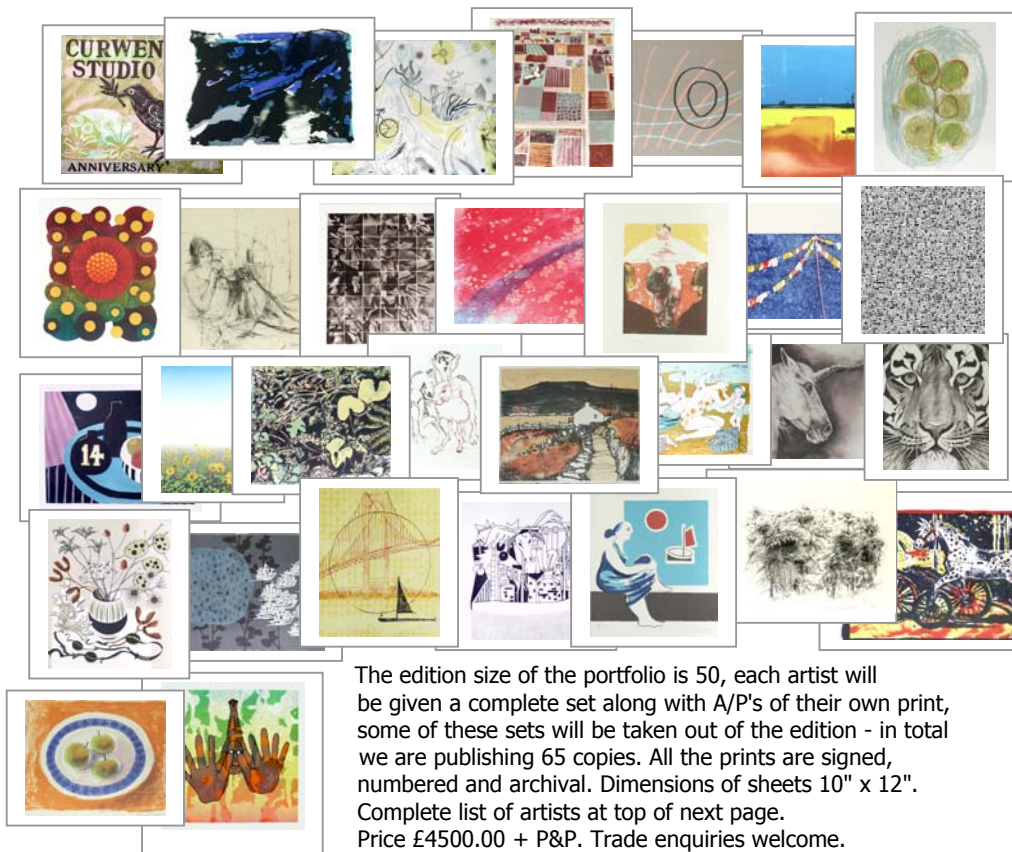 CURWEN
STUDIO
ANNIVERSARY
14
The edition size of the portfolio is 50, each artist will
be given a complete set along with A/P's of their own print,
some of these sets will be taken out of the edition - in total
we are publishing 65 copies. All the prints are signed,
numbered and archival. Dimensions of sheets 10" x 12".
Complete list of artists at top of next page.
Price £4500.00 + P&P. Trade enquiries welcome.